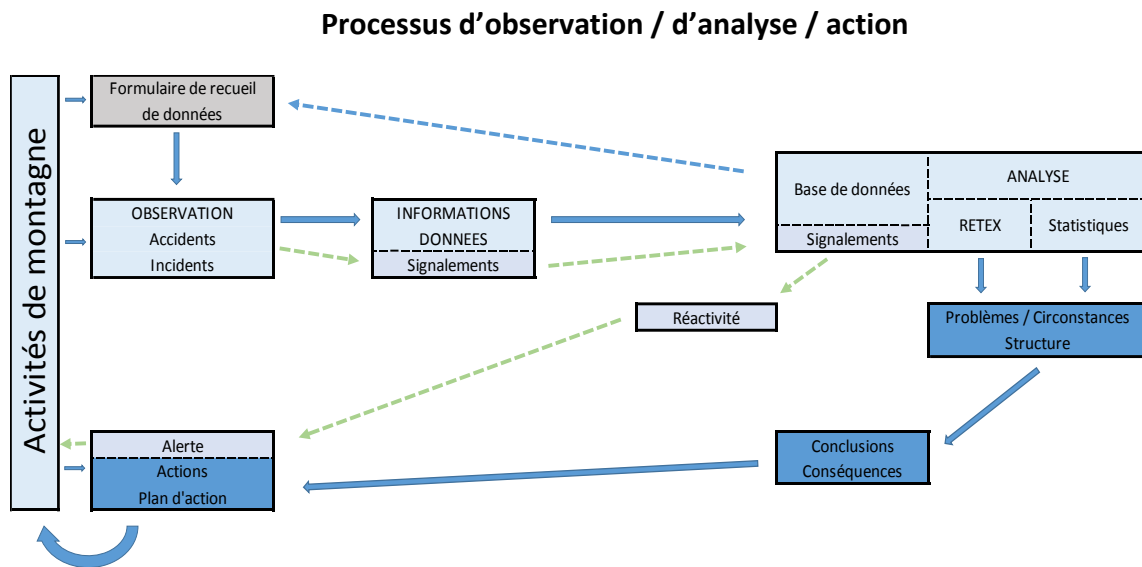 Processus d'observation / d'analyse / action
Activités de montagne
Formulaire de recueil
de données
OBSERVATION
Accidents
Incidents
INFORMATIONS
DONNEES
Signalements
Base de données
Signalements
ANALYSE
RETEX
Statistiques
Réactivité
Problèmes / Circonstances
Structure
Alerte
Actions
Plan d'action
Conclusions
Conséquences